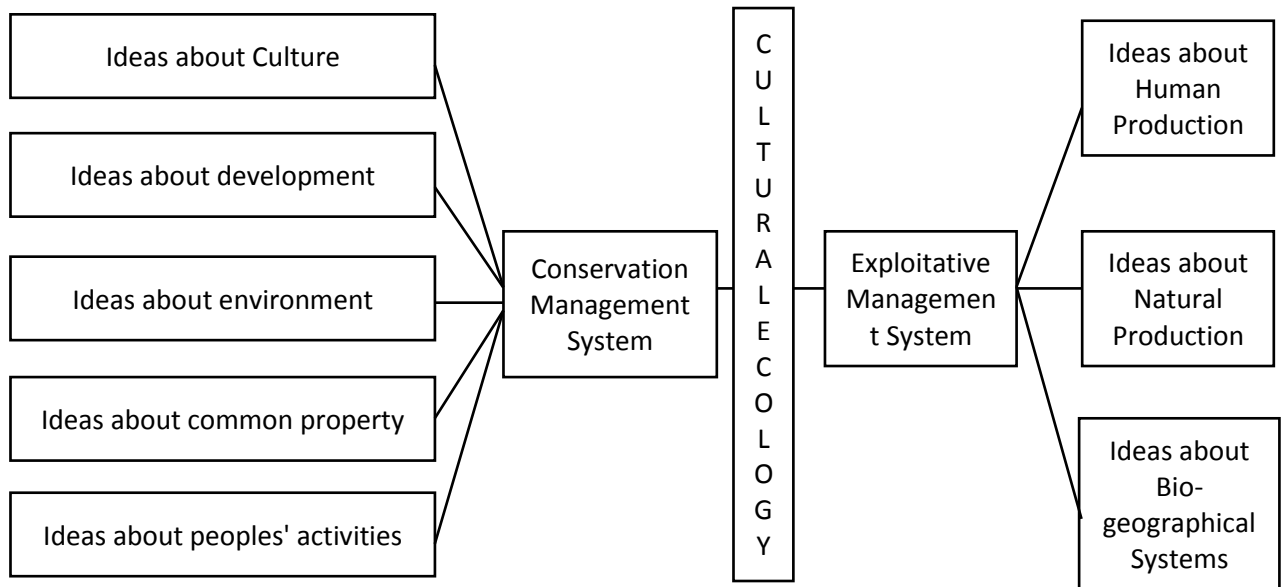 Ideas about Culture
Ideas about development
Ideas about environment
Ideas about common property
Ideas about peoples' activities
Conservation
Management
System
C
U
L
T
U
R
A
L
E
C
O
L
O
G
Y
Exploitative
Managemen
t System
Ideas about
Human
Production
Ideas about
Natural
Production
Ideas about
Bio-
geographical
Systems